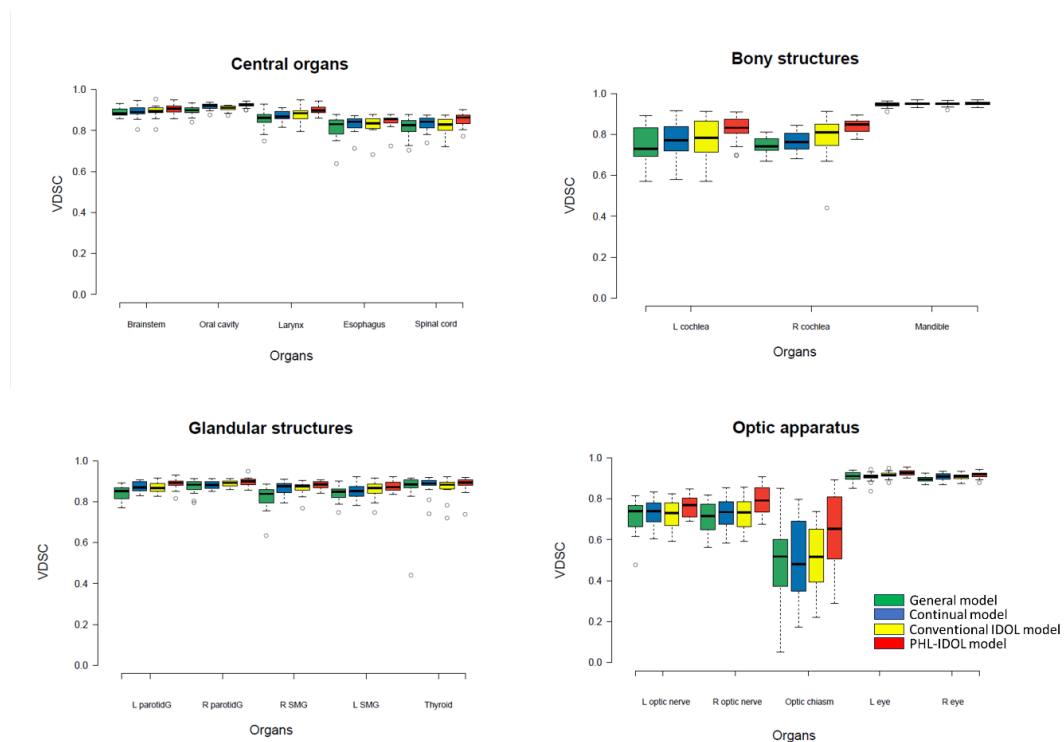 Central organs
VDSC
1.0
0.8
0.6
0.4
0.2
0.0
Brainstem Oral cavity Larynx Esophagus Spinal cord
Organs
Bony structures
VDSC
1.0
0.8
0.6
0.4
0.2
0.0
L cochlea R cochlea Mandible
Organs
Glandular structures
VDSC
1.0
0.8
0.6
0.4
0.2
0.0
L parotidG R parotidG R SMG L SMG Thyroid
Organs
Optic apparatus
VDSC
1.0
0.8
0.6
0.4
0.2
0.0
General model
Continual model
Conventional IDOL model
PHL-IDOL model
L optic nerve R optic nerve Optic chiasm L eye R eye
Organs